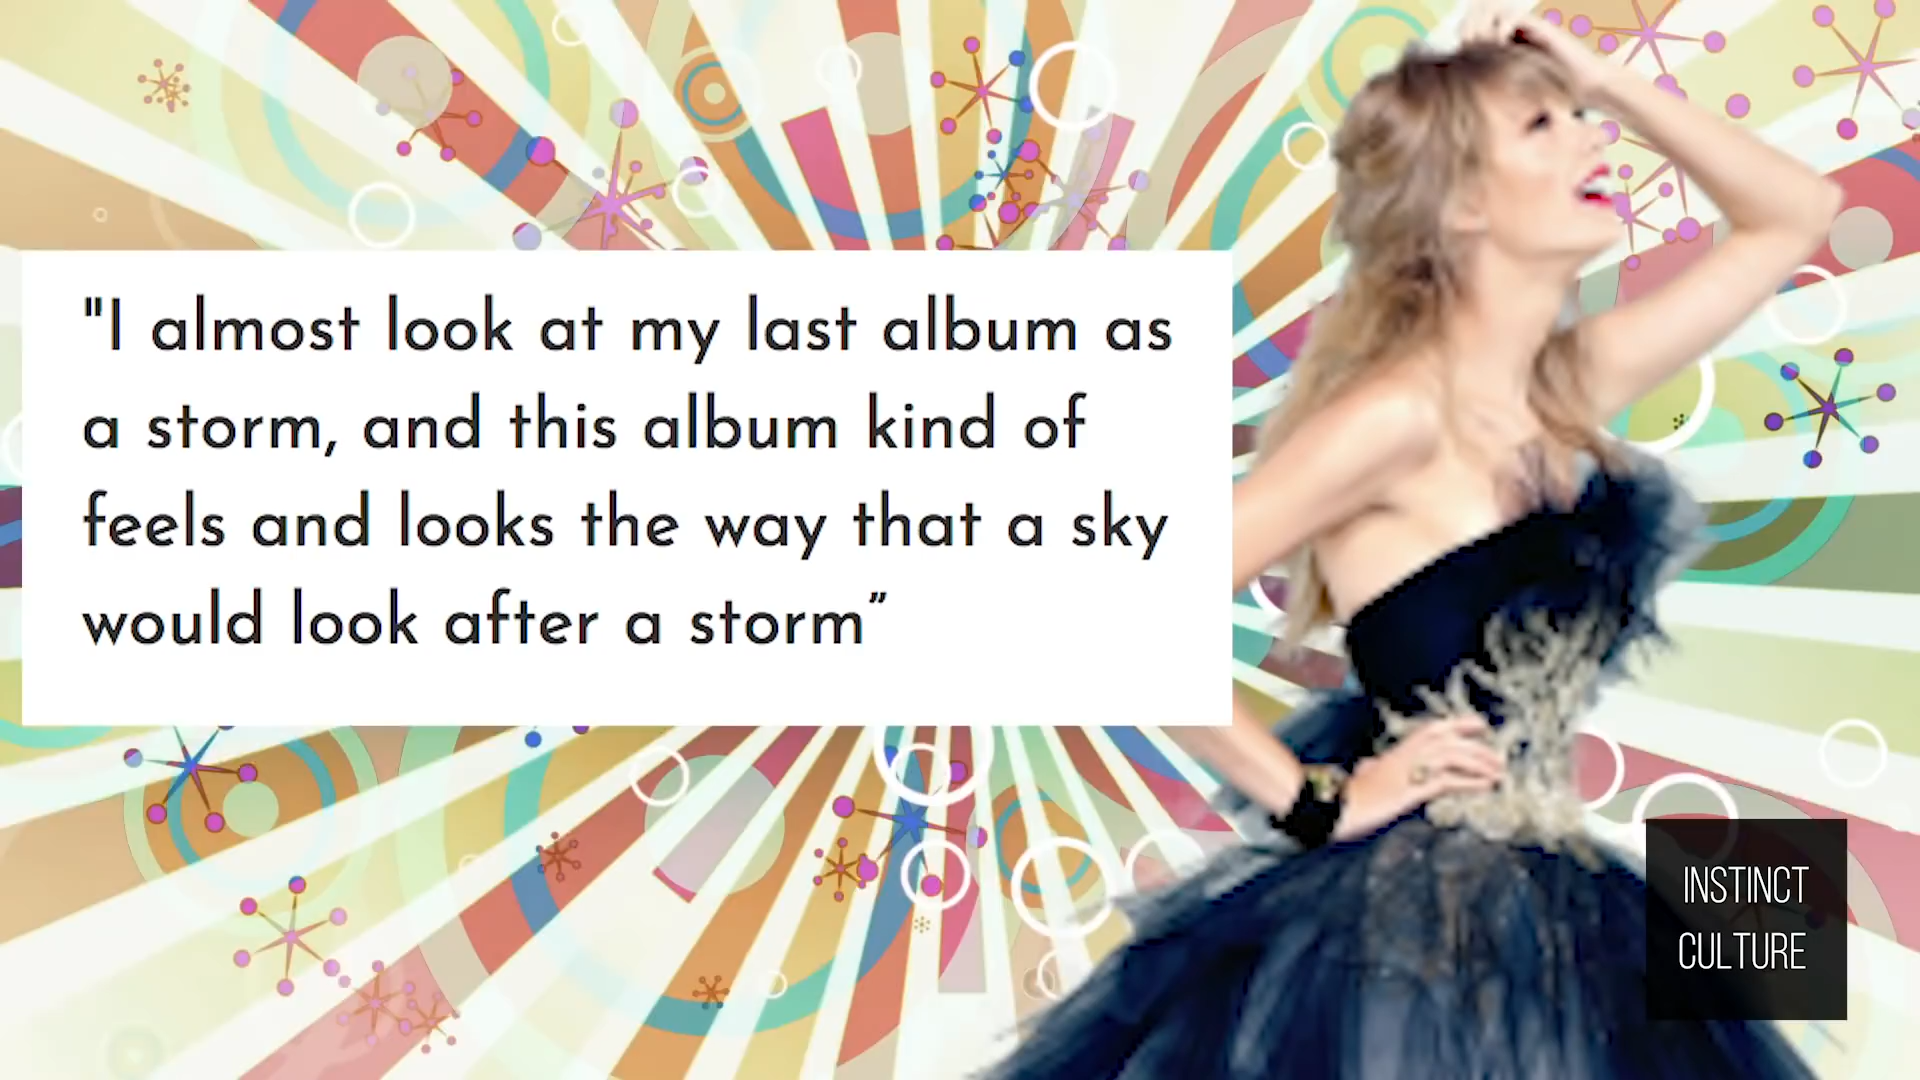 "I almost look at my last album as
a storm, and this album kind of
feels and looks the way that a sky
would look after a storm”
INSTINCT
CULTURE